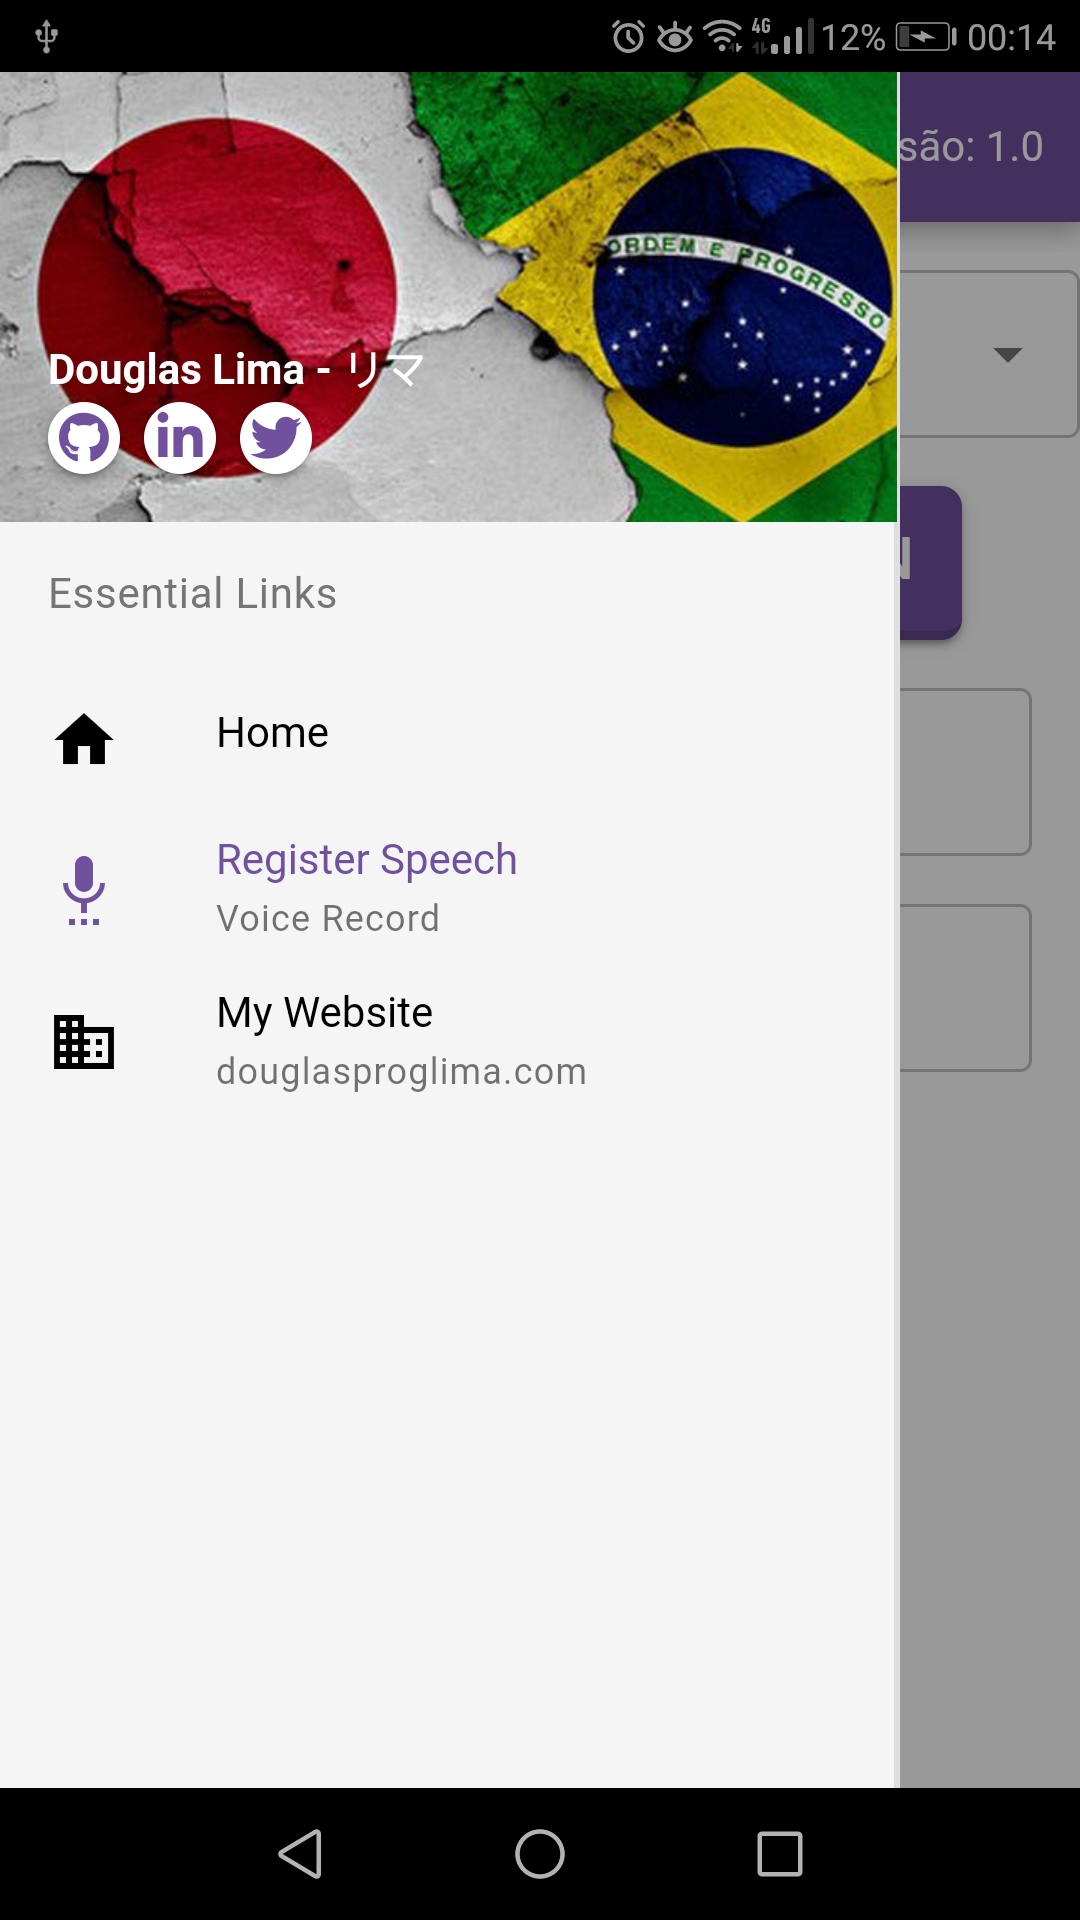 4G 12% 00:14
são: 1.0
ORDEM E PROGRESSO
Douglas Lima - リマ
in
N
Essential Links
Home
Register Speech
Voice Record
My Website
douglasproglima.com